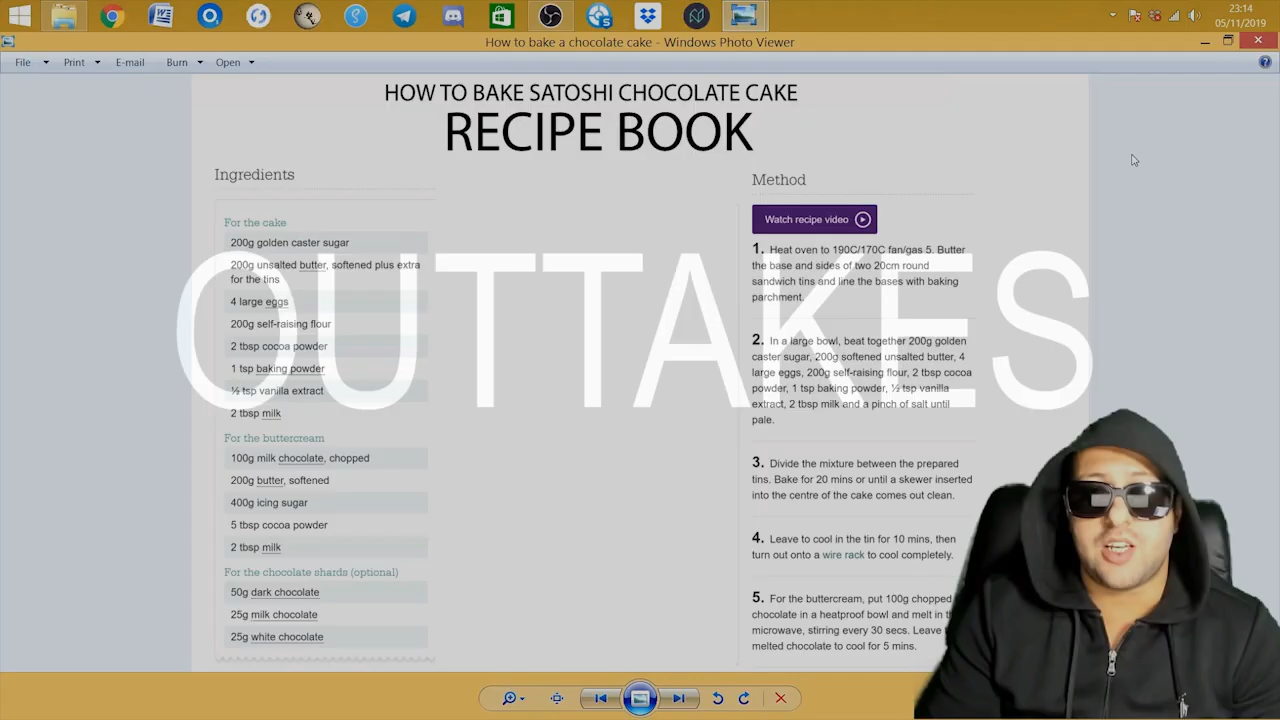 23:14
05/11/2019
How to bake a chocolate cake - Windows Photo Viewer
File Print E-mail Burn Open
HOW TO BAKE SATOSHI CHOCOLATE CAKE
RECIPE BOOK
Ingredients
For the cake
200g golden caster sugar
200g unsalted butter, softened plus extra
for the tins
4 large eggs
200g self-raising flour
2 tbsp cocoa powder
1 tsp baking powder
½ tsp vanilla extract
2 tbsp milk
For the buttercream
100g milk chocolate, chopped
200g butter, softened
400g icing sugar
5 tbsp cocoa powder
2 tbsp milk
For the chocolate shards (optional)
50g dark chocolate
25g milk chocolate
25g white chocolate
Method
Watch recipe video
1. Heat oven to 190C/170C fan/gas 5. Butter
the base and sides of two 20cm round
sandwich tins and line the bases with baking
parchment.
2. In a large bowl, beat together 200g golden
caster sugar, 200g softened unsalted butter, 4
large eggs, 200g self-raising flour, 2 tbsp cocoa
powder, 1 tsp baking powder, ½ tsp vanilla
extract, 2 tbsp milk and a pinch of salt until
pale.
3. Divide the mixture between the prepared
tins. Bake for 20 mins or until a skewer inserted
into the centre of the cake comes out clean.
4. Leave to cool in the tin for 10 mins, then
turn out onto a wire rack to cool completely.
5. For the buttercream, put 100g chopped
chocolate in a heatproof bowl and melt in
microwave, stirring every 30 secs. Leave
melted chocolate to cool for 5 mins.
OUTTAKES